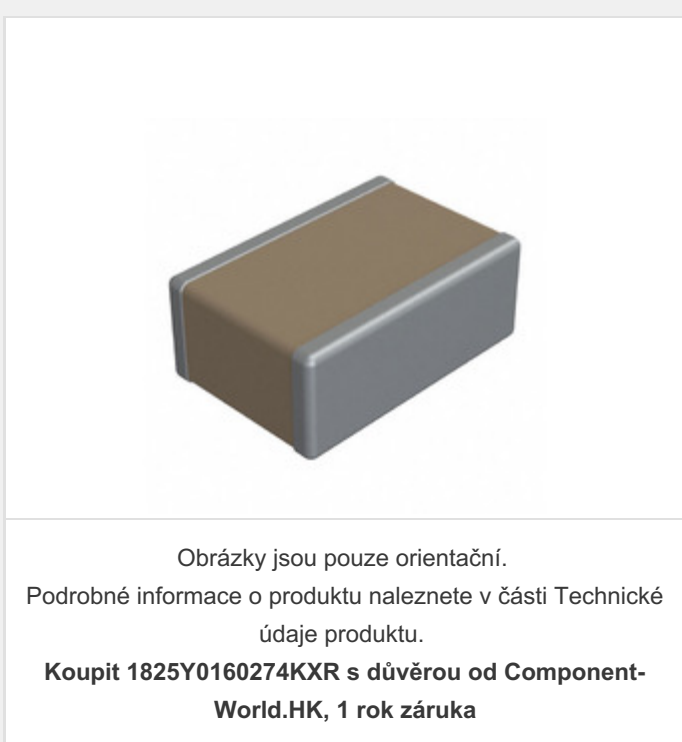 Obrázky jsou pouze orientační.
Podrobné informace o produktu naleznete v části Technické
údaje produktu.
Koupit 1825Y0160274KXR s důvěrou od Component-
World.HK, 1 rok záruka